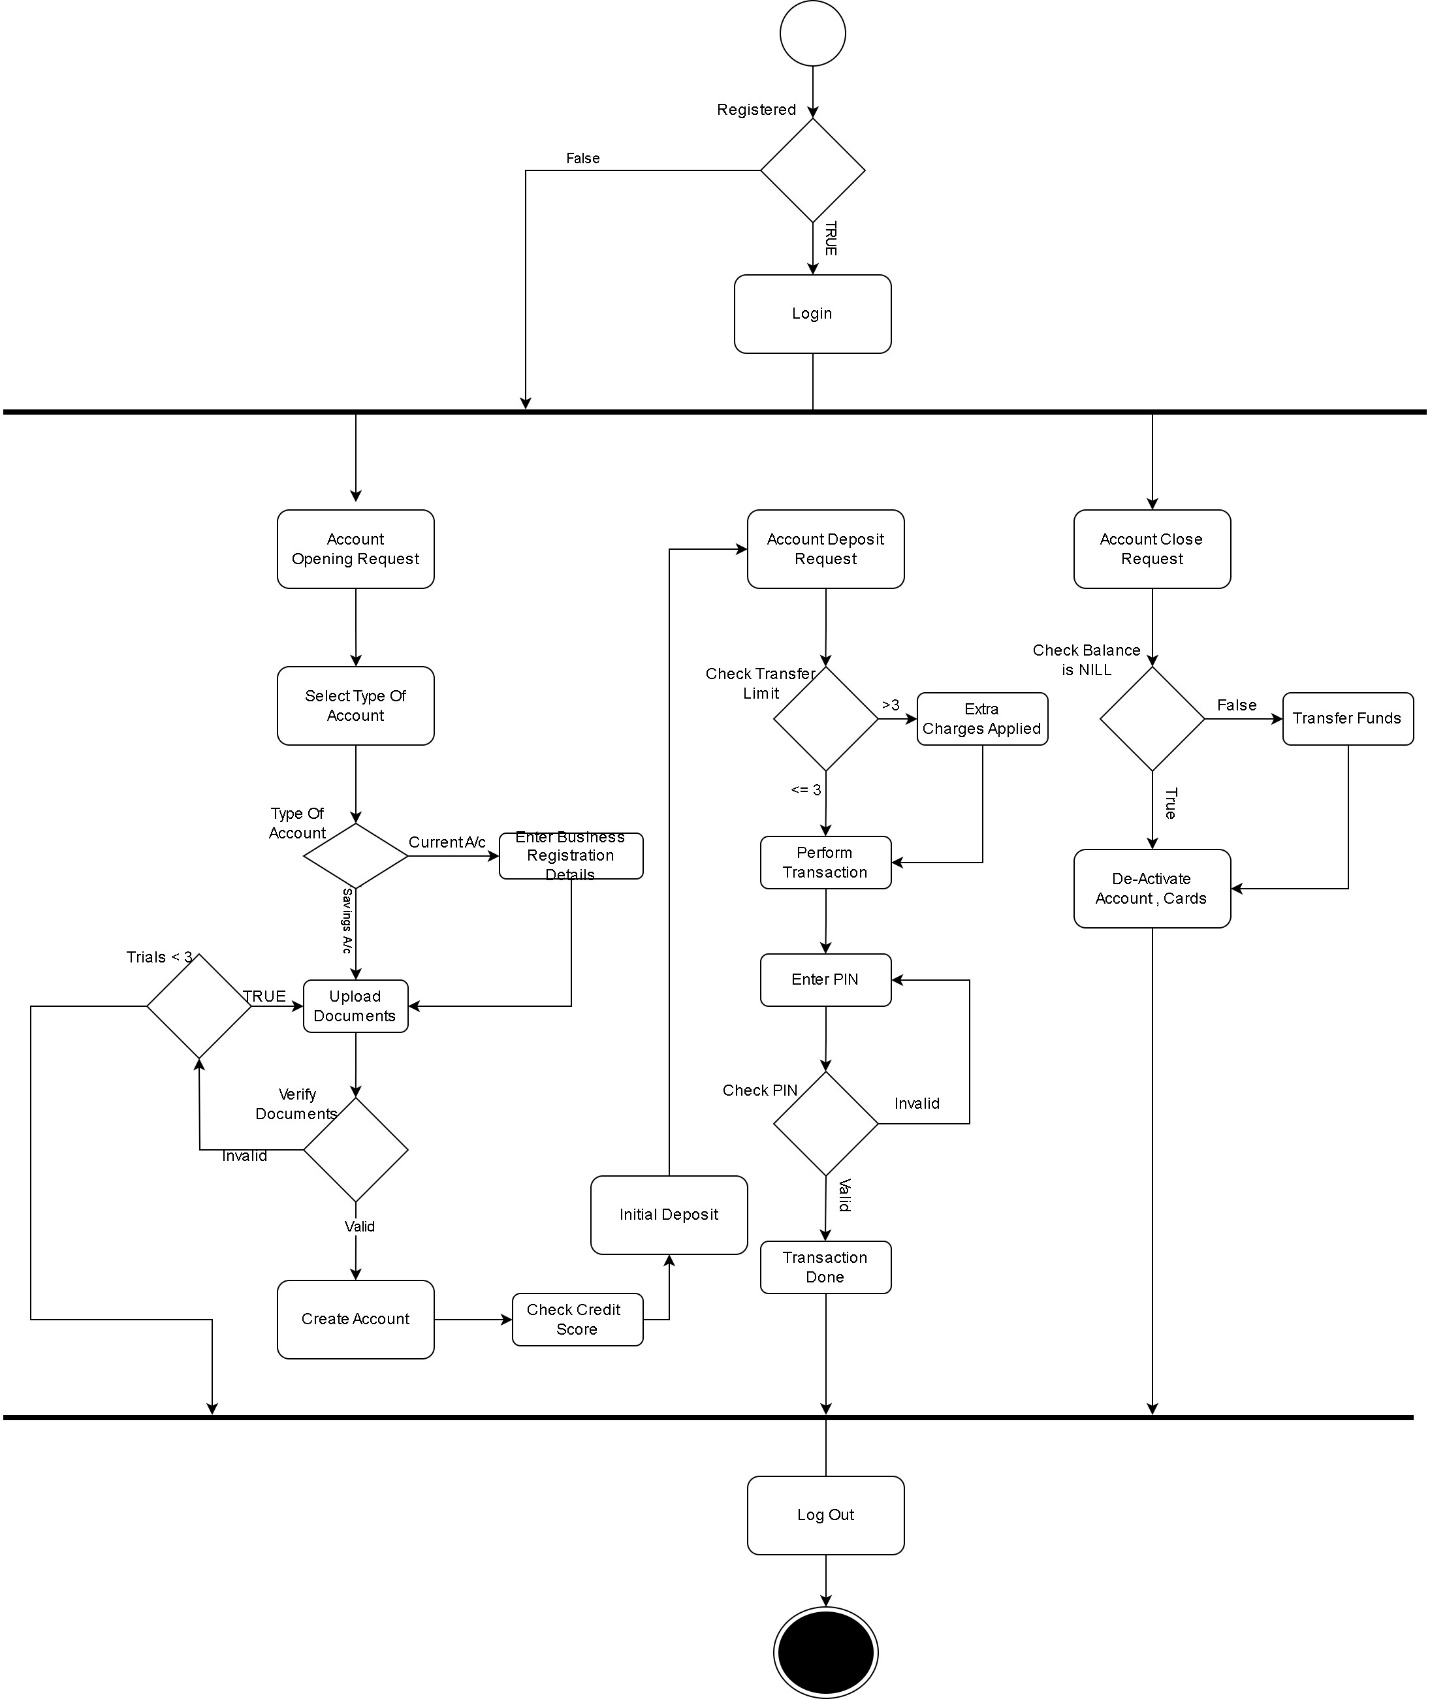 Registered
False
TRUE
Login
Account
Opening Request
Select Type Of
Account
Type Of
Account
Current A/c
Enter Business
Registration
Details
Savings A/c
Trials < 3
TRUE
Upload
Documents
Verify
Documents
Invalid
Valid
Create Account
Check Credit
Score
Initial Deposit
Account Deposit
Request
Check Transfer
Limit
>3
Extra
Charges Applied
<= 3
Perform
Transaction
Enter PIN
Check PIN
Invalid
Valid
Transaction
Done
Account Close
Request
Check Balance
is NILL
False
Transfer Funds
True
De-Activate
Account , Cards
Log Out